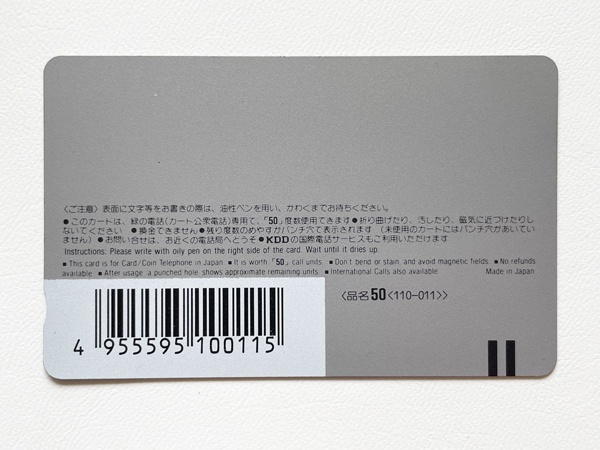 〈ご注意〉表面に文字等をお書きの際は、油性ペンを用い、かわくまでお待ちください。
●このカードは、緑の電話(カード公衆電話)専用で、「50」度数使用できます●折り曲げたり、汚したり、磁気に近づけたりし
ないでください ●換金できません●残り度数のめやすがパンチ穴で表示されます (未使用のカードにはパンチ穴があいてい
ません)●お問い合せは、お近くの電話局へどうぞ●KDDの国際電話サービスもご利用いただけます
Instructions: Please write with oily pen on the right side of the card. Wait until it dries up.
■ This card is for Card/Coin Telephone in Japan ■ It is worth「50」call units. ■ Don't bend or stain, and avoid magnetic fields ■ No refunds
available. ■ After usage, a punched hole, shows approximate remaining units. ■ International Calls also available. Made in Japan
〈品名50〈110-011〉〉
4 955595 100115